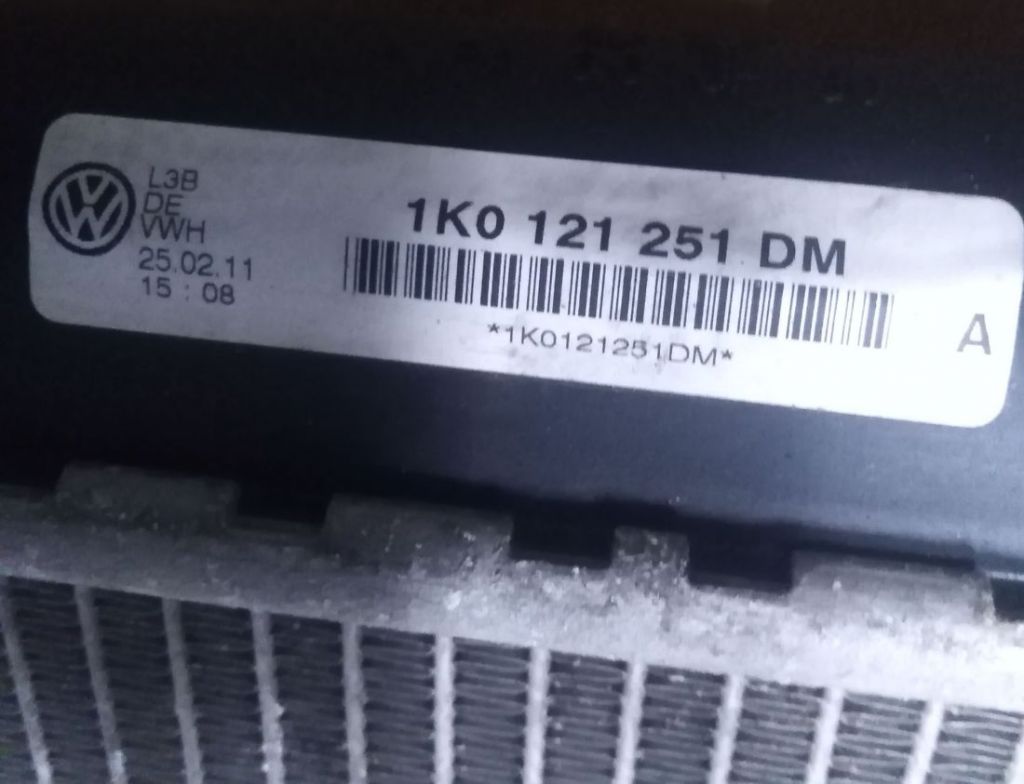 L3B
DE
VWH
25.02.11
15 : 08
1K0 121 251 DM
*1K0121251DM*
A